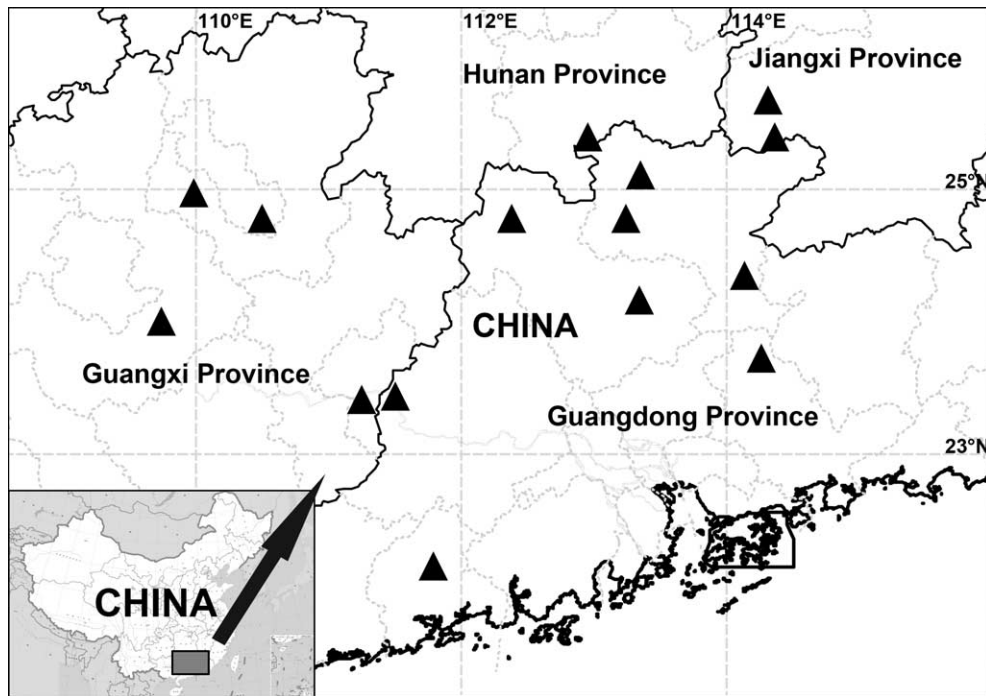 110°E
112°E
114°E
Hunan Province
Jiangxi Province
25°N
CHINA
Guangxi Province
Guangdong Province
23°N
CHINA